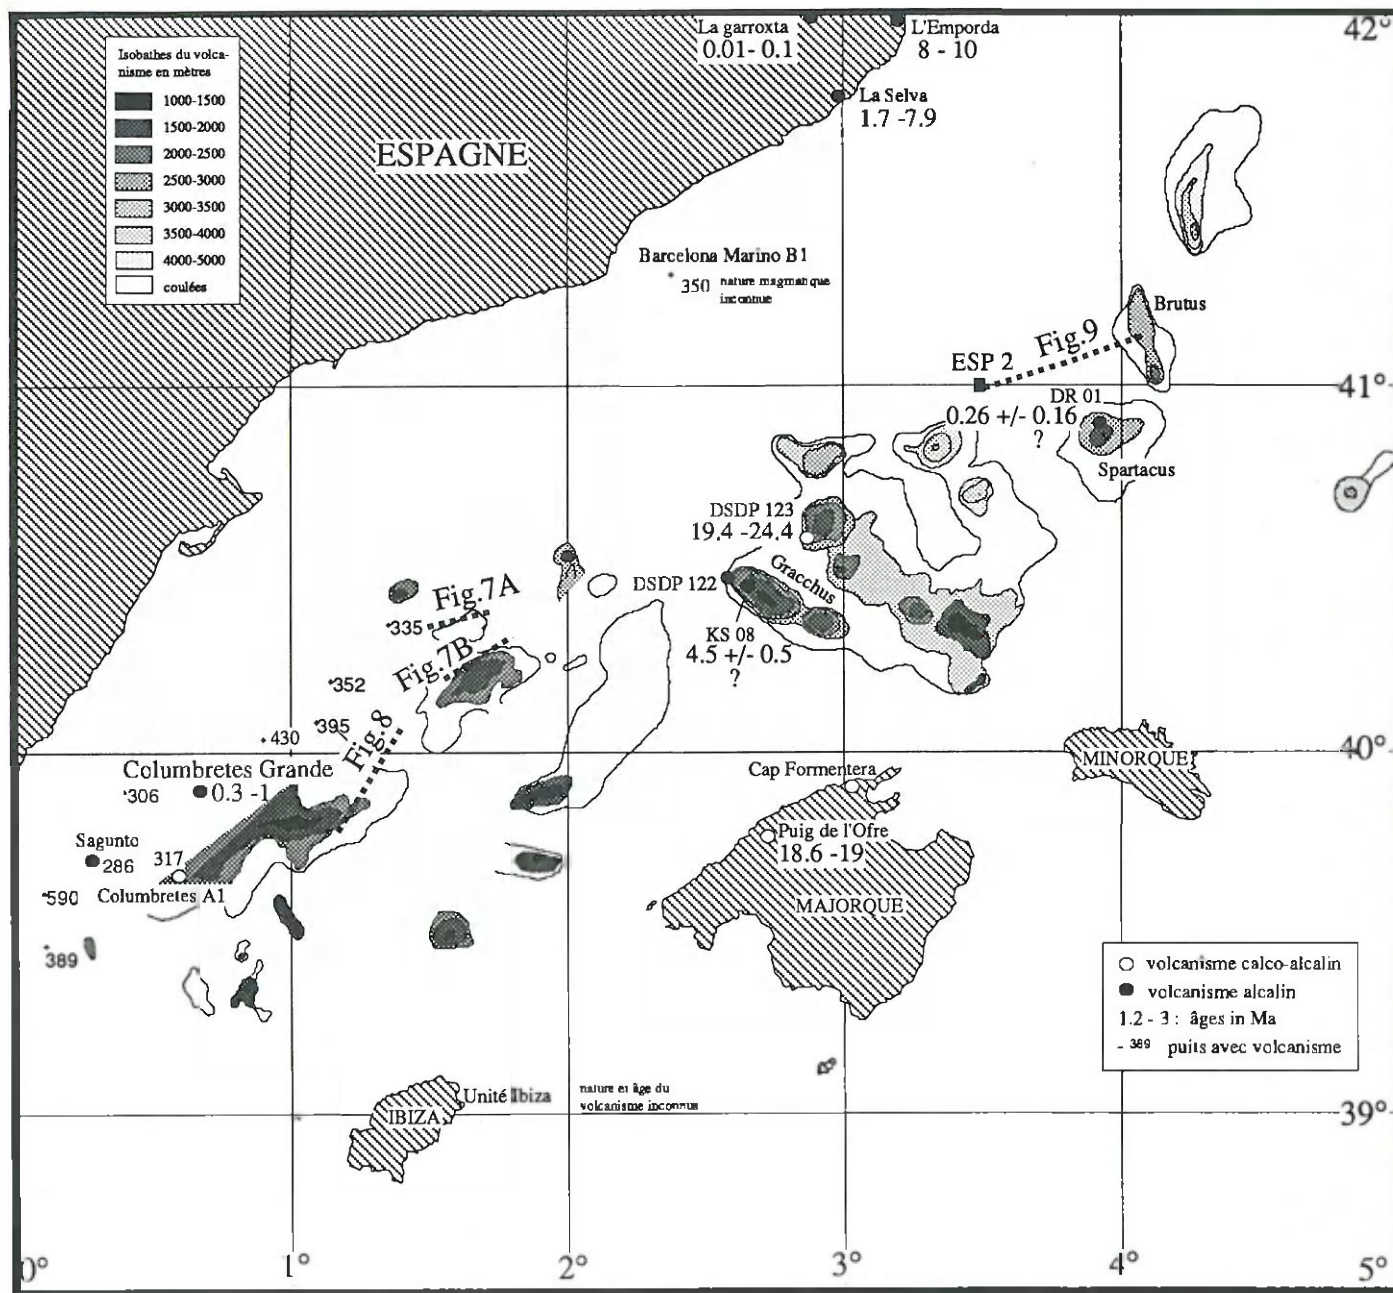 La garroxta
0.01- 0.1
L'Emporda
8 - 10
42°
Isobathes du volca-
nisme en mètres
1000-1500
1500-2000
2000-2500
2500-3000
3000-3500
3500-4000
4000-5000
coulées
La Selva
1.7 -7.9
ESPAGNE
Barcelona Marino B1
350 nature magmatique
inconnue
Brutus
Fig.9
ESP 2
41°
DR 01
0.26 +/- 0.16
?
Spartacus
DSDP 123
19.4 -24.4
Gracchus
DSDP 122
KS 08
4.5 +/- 0.5
?
Fig.7A
335
Fig.7B
352
395
Fig.8
430
40°
Columbretes Grande
306
0.3 -1
Cap Formentera
MINORQUE
Sagunto
286
317
Puig de l'Ofre
18.6 -19
590
Columbretes A1
MAJORQUE
389
volcanisme calco-alcalin
volcanisme alcalin
1.2 - 3 : âges in Ma
- 389 puits avec volcanisme
Unité Ibiza
nature et âge du
volcanisme inconnus
IBIZA
39°
0°
1°
2°
3°
4°
5°